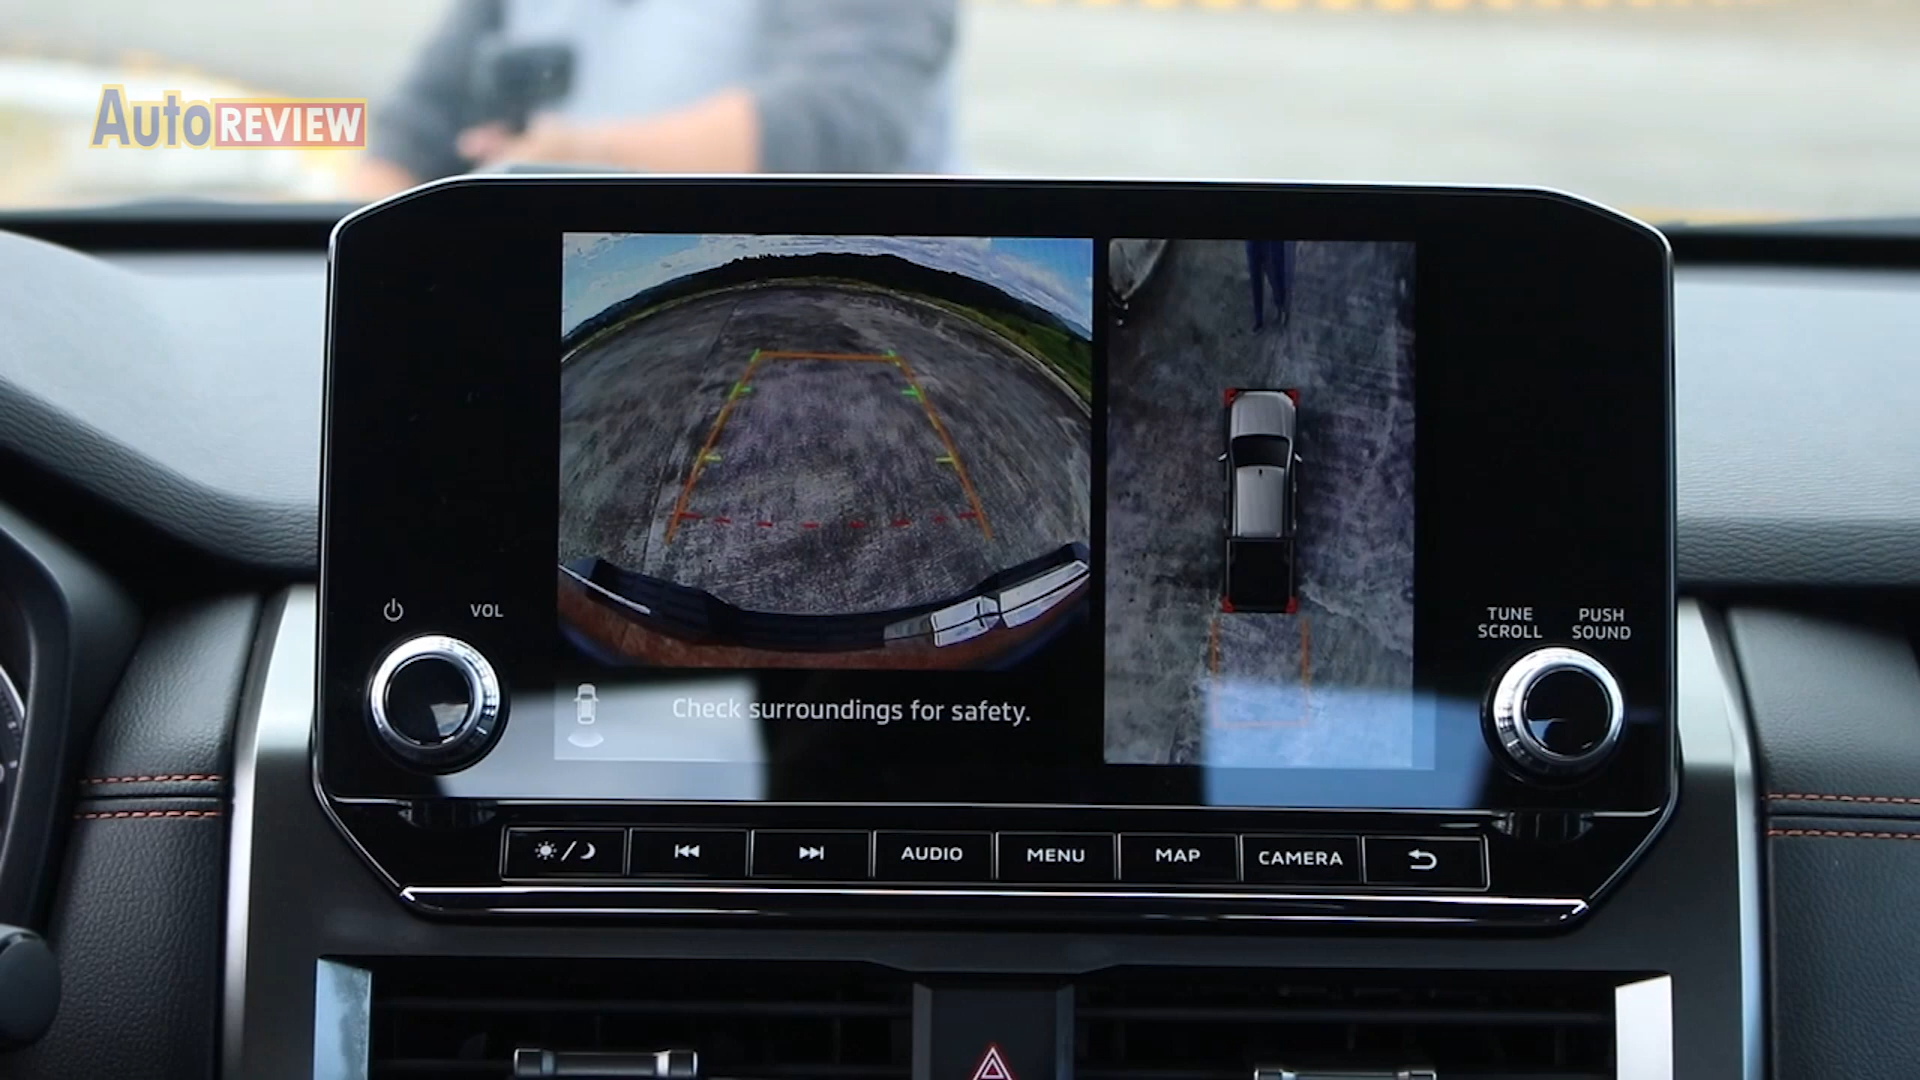 AutoREVIEW
VOL
TUNE
SCROLL
PUSH
SOUND
Check surroundings for safety.
AUDIO
MENU
MAP
CAMERA